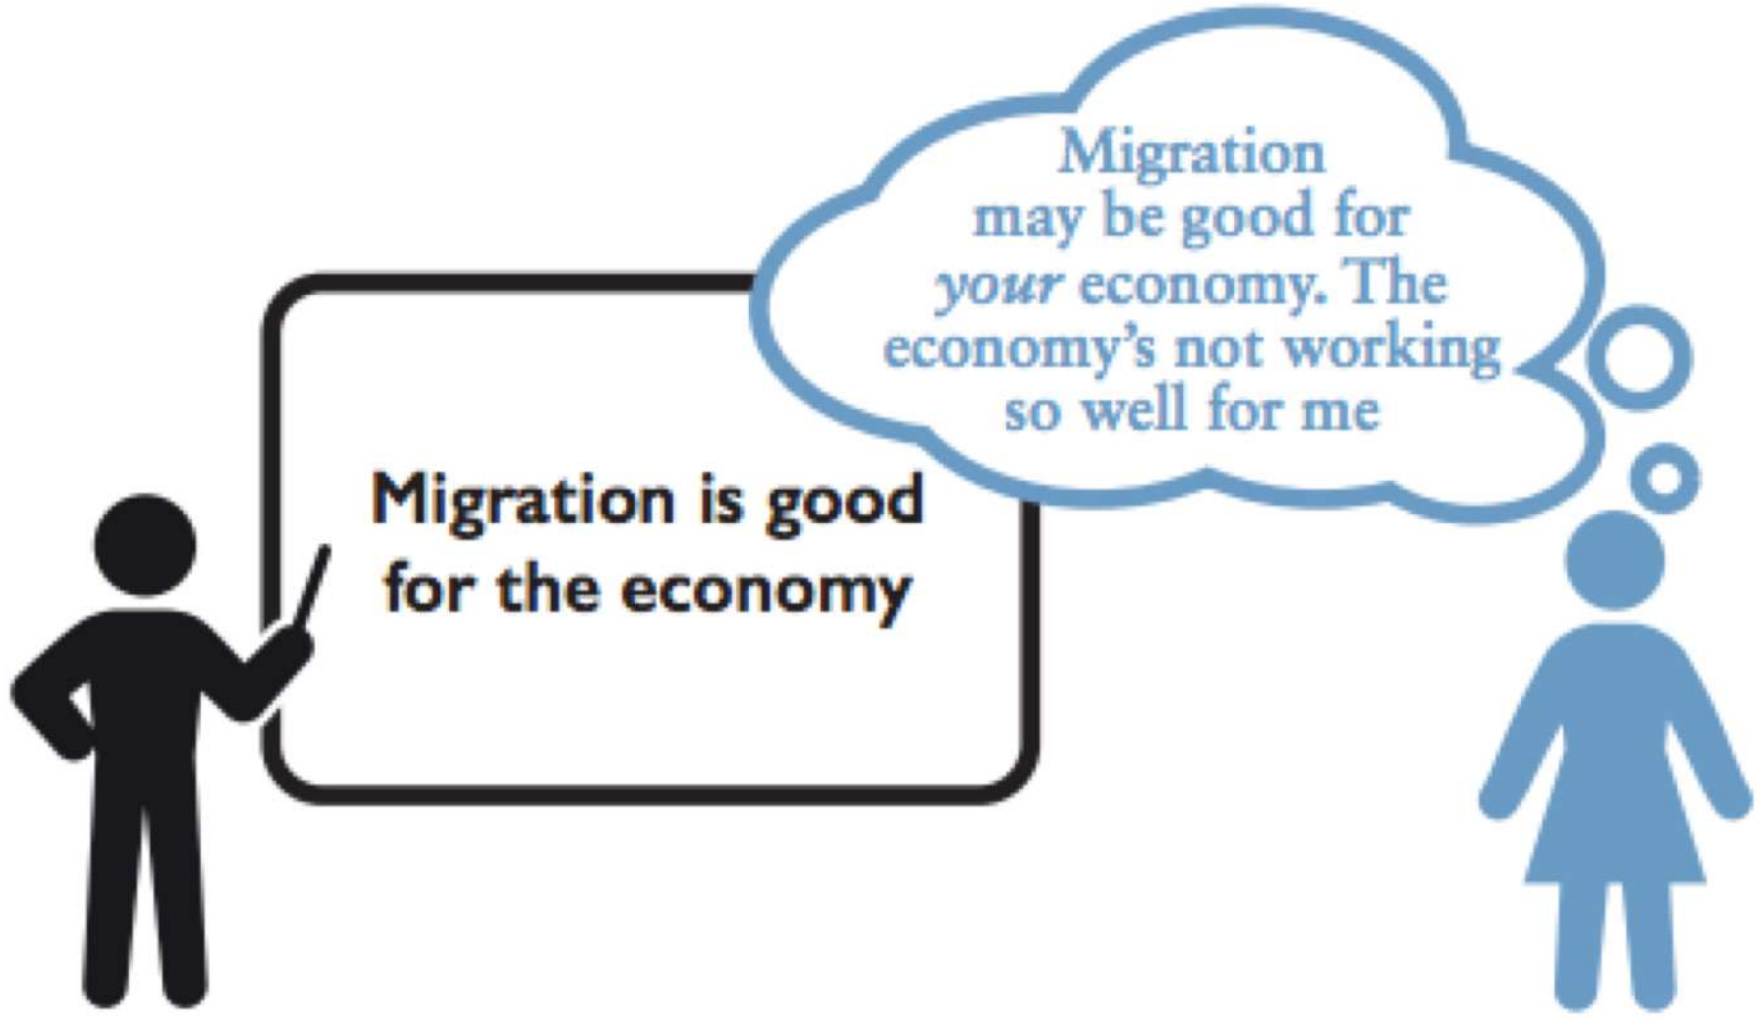 Migration
may be good for
your economy. The
economy's not working
so well for me
Migration is good
for the economy